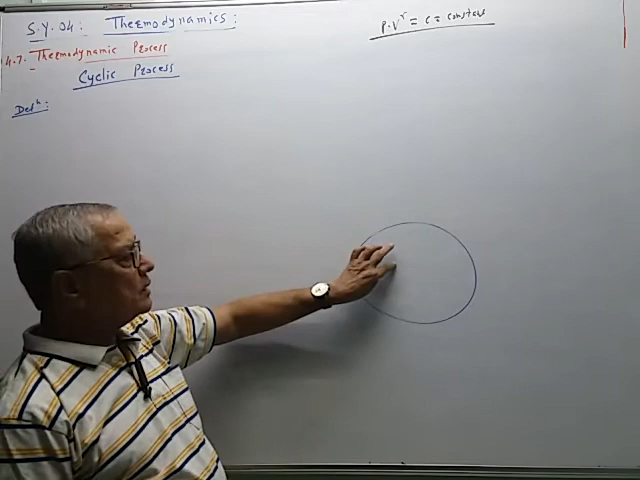 S.Y. 04: Thermodynamics:
4.7. Thermodynamic Process
Cyclic Process
Defⁿ:
P.V^γ = c = constant